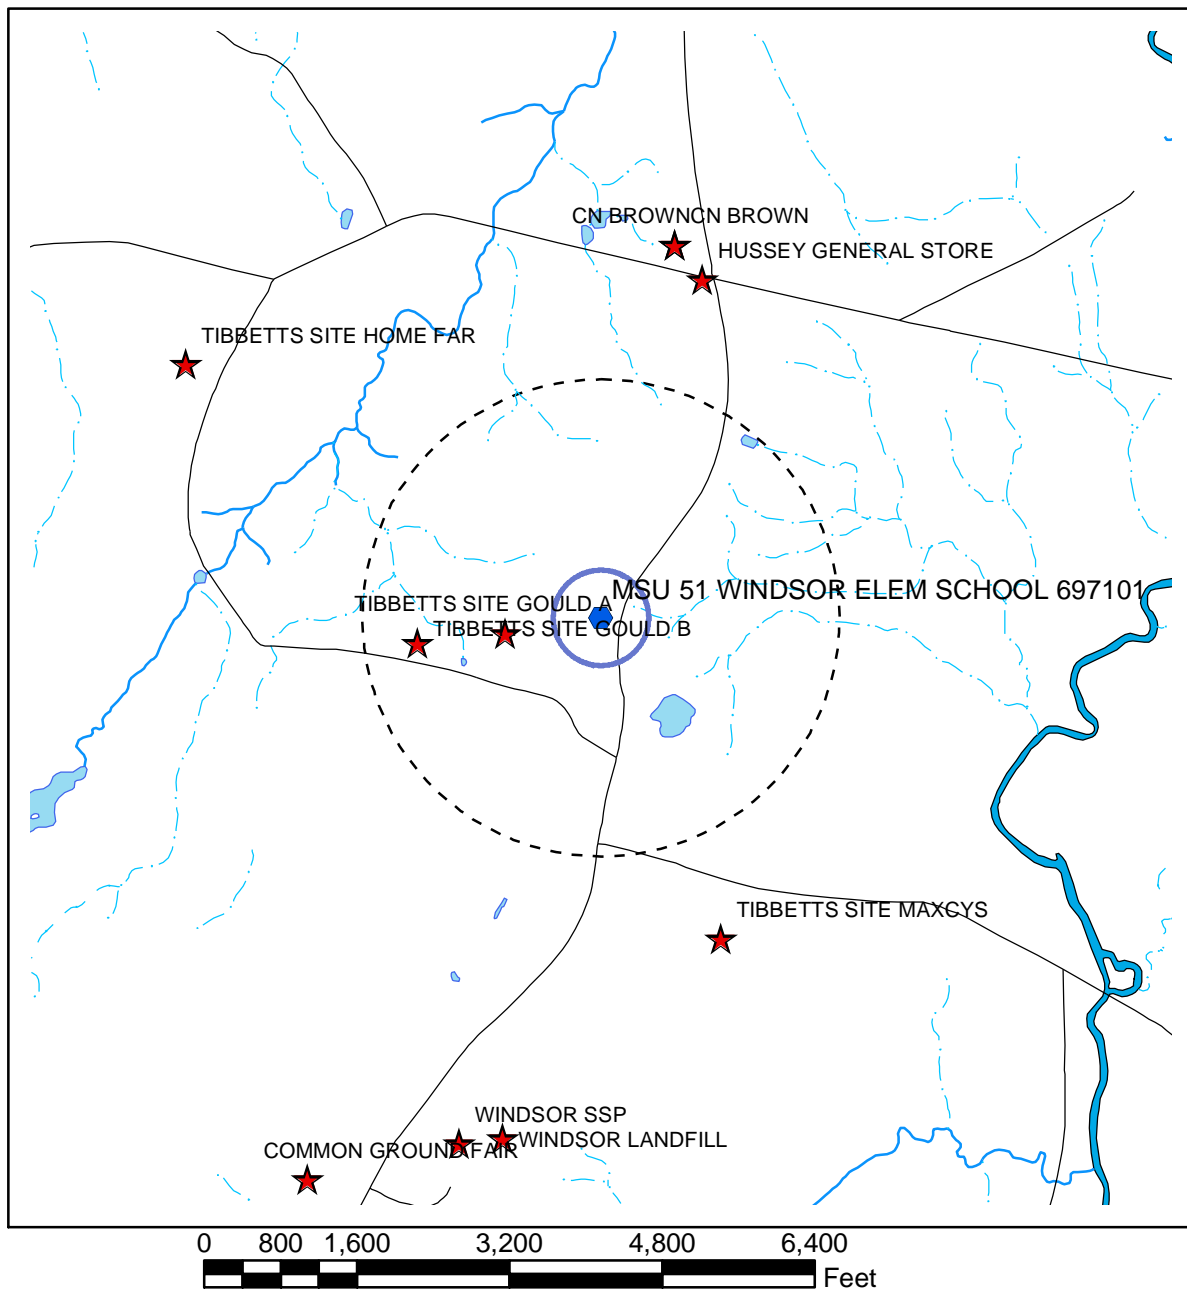 CN BROWNCN BROWN
HUSSEY GENERAL STORE
TIBBETTS SITE HOME FAR
MSU 51 WINDSOR ELEM SCHOOL 697101
TIBBETTS SITE GOULD A
TIBBETTS SITE GOULD B
TIBBETTS SITE MAXCYS
WINDSOR SSP
WINDSOR LANDFILL
COMMON GROUND FAIR
0 800 1,600 3,200 4,800 6,400
Feet